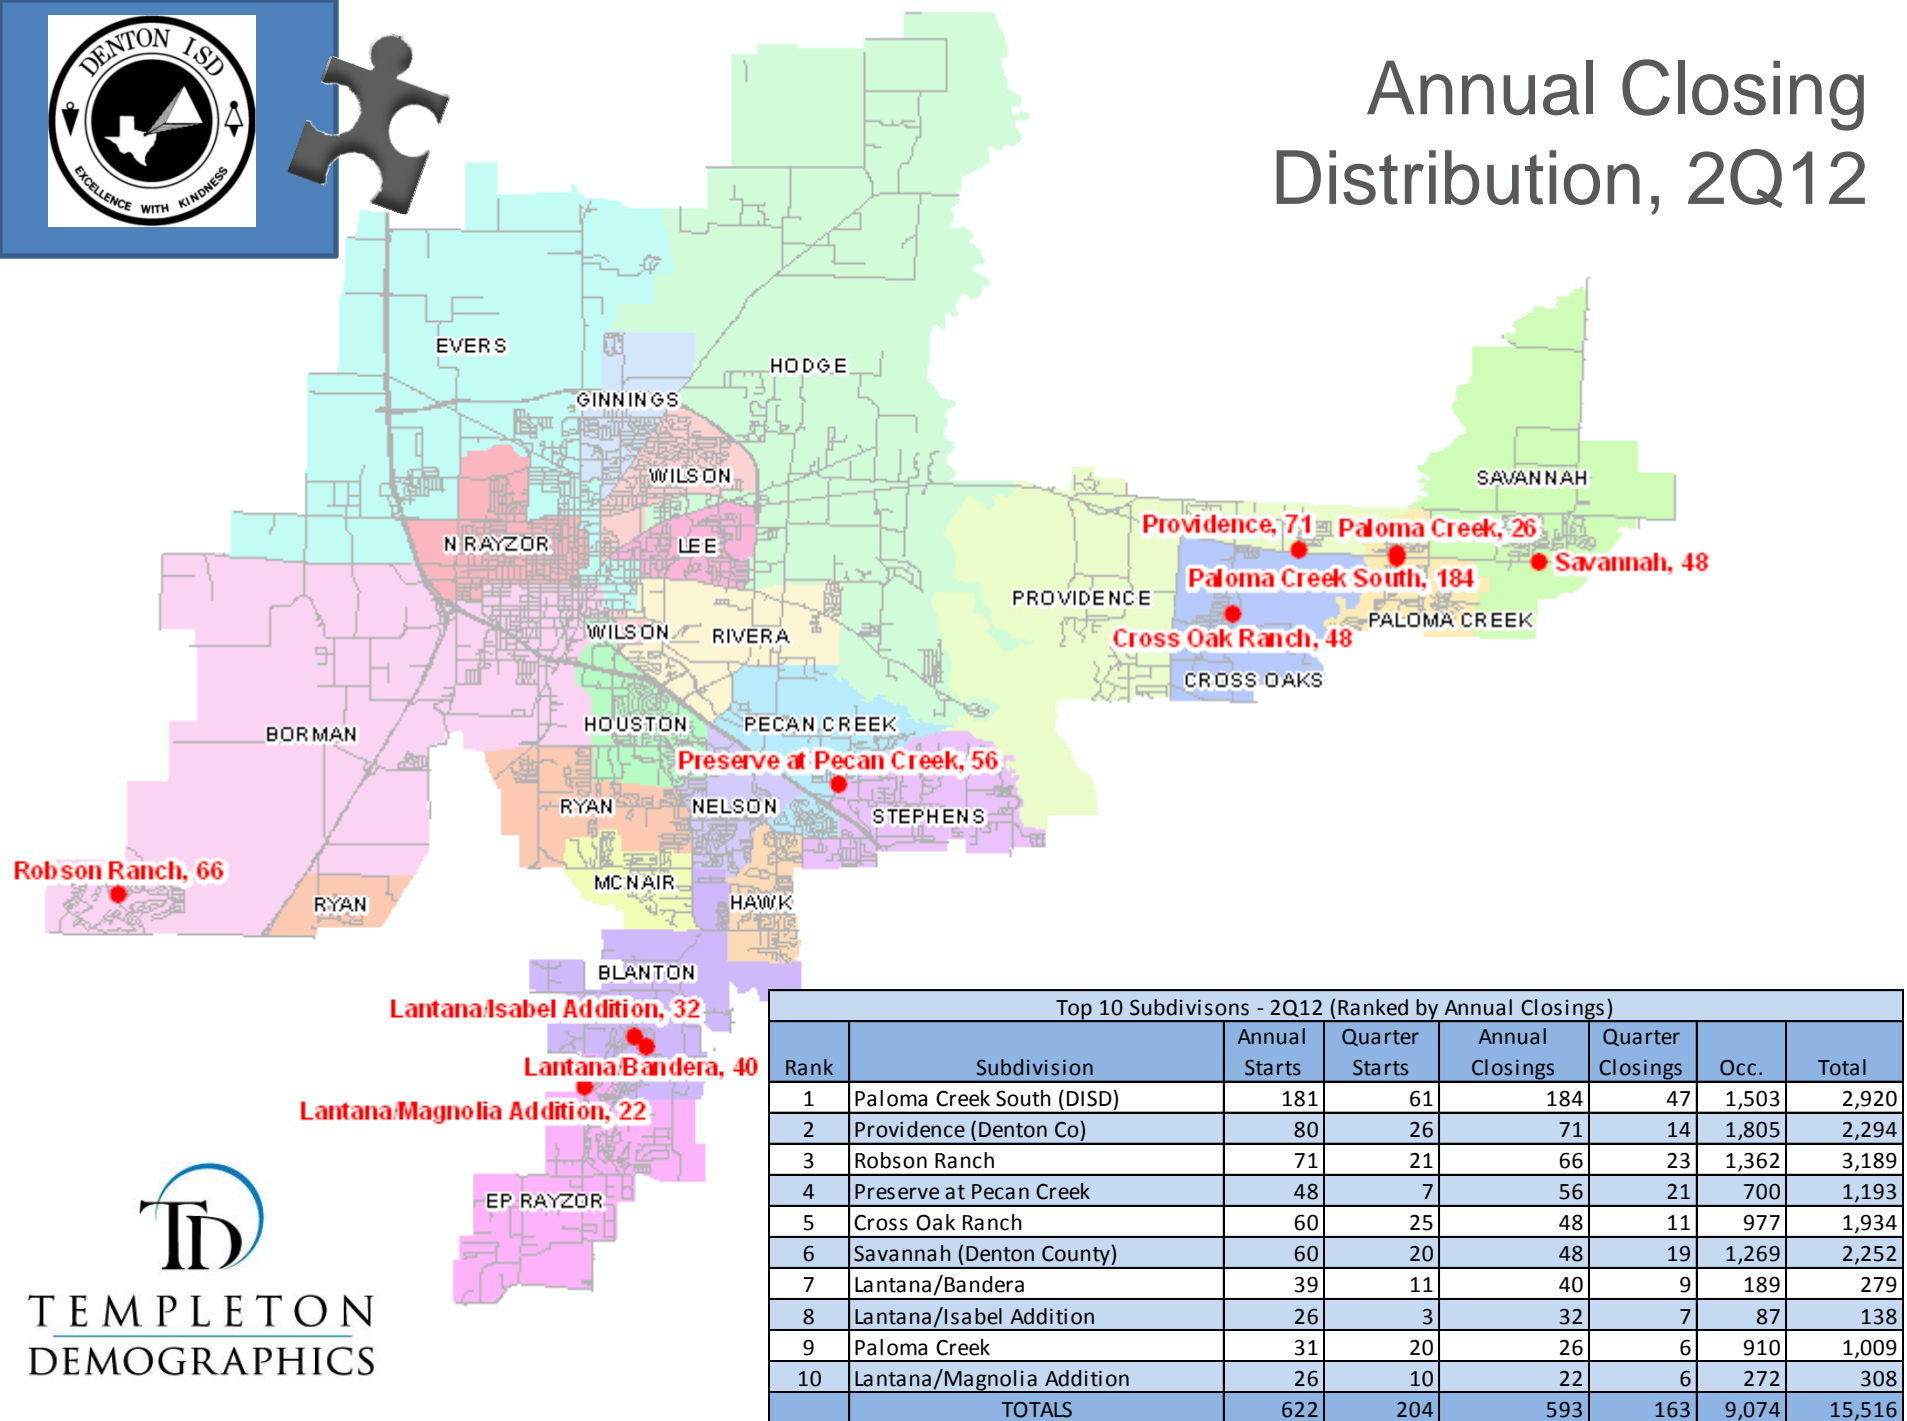 DENTON ISD
EXCELLENCE WITH KINDNESS
Annual Closing
Distribution, 2Q12
EVERS
HODGE
GINNINGS
WILSON
SAVANNAH
N RAYZOR
LEE
Providence, 71
Paloma Creek, 26
Savannah, 48
Paloma Creek South, 184
PROVIDENCE
PALOMA CREEK
WILSON
RIVERA
Cross Oak Ranch, 48
CROSS OAKS
BORMAN
HOUSTON
PECAN CREEK
Preserve at Pecan Creek, 56
RYAN
NELSON
STEPHENS
Robson Ranch, 66
MCNAIR
RYAN
HAWK
BLANTON
Lantana/Isabel Addition, 32
Lantana/Bandera, 40
Lantana/Magnolia Addition, 22
EP RAYZOR
TD
TEMPLETON
DEMOGRAPHICS
Top 10 Subdivisons - 2Q12 (Ranked by Annual Closings)
Rank Subdivision Annual Starts Quarter Starts Annual Closings Quarter Closings Occ. Total
1 Paloma Creek South (DISD) 181 61 184 47 1,503 2,920
2 Providence (Denton Co) 80 26 71 14 1,805 2,294
3 Robson Ranch 71 21 66 23 1,362 3,189
4 Preserve at Pecan Creek 48 7 56 21 700 1,193
5 Cross Oak Ranch 60 25 48 11 977 1,934
6 Savannah (Denton County) 60 20 48 19 1,269 2,252
7 Lantana/Bandera 39 11 40 9 189 279
8 Lantana/Isabel Addition 26 3 32 7 87 138
9 Paloma Creek 31 20 26 6 910 1,009
10 Lantana/Magnolia Addition 26 10 22 6 272 308
TOTALS 622 204 593 163 9,074 15,516